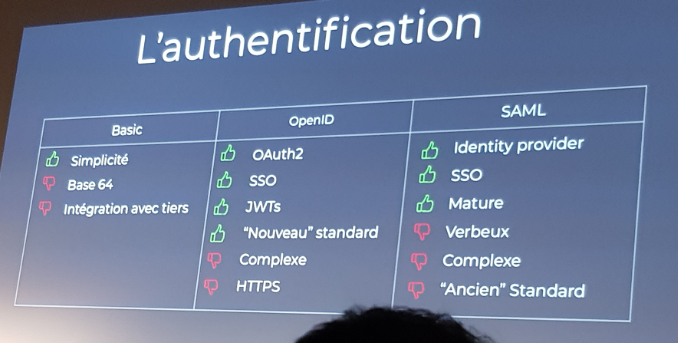 L'authentification
Basic
Simplicité
Base 64
Intégration avec tiers
OpenID
OAuth2
SSO
JWTs
"Nouveau" standard
Complexe
HTTPS
SAML
Identity provider
SSO
Mature
Verbeux
Complexe
"Ancien" Standard